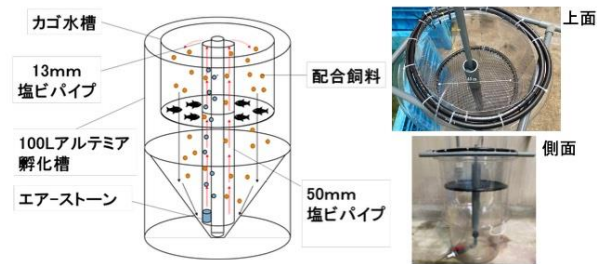 カゴ水槽
13mm
塩ビパイプ
100Lアルテミア
孵化槽
エアーストーン
配合飼料
50mm
塩ビパイプ
上面
側面